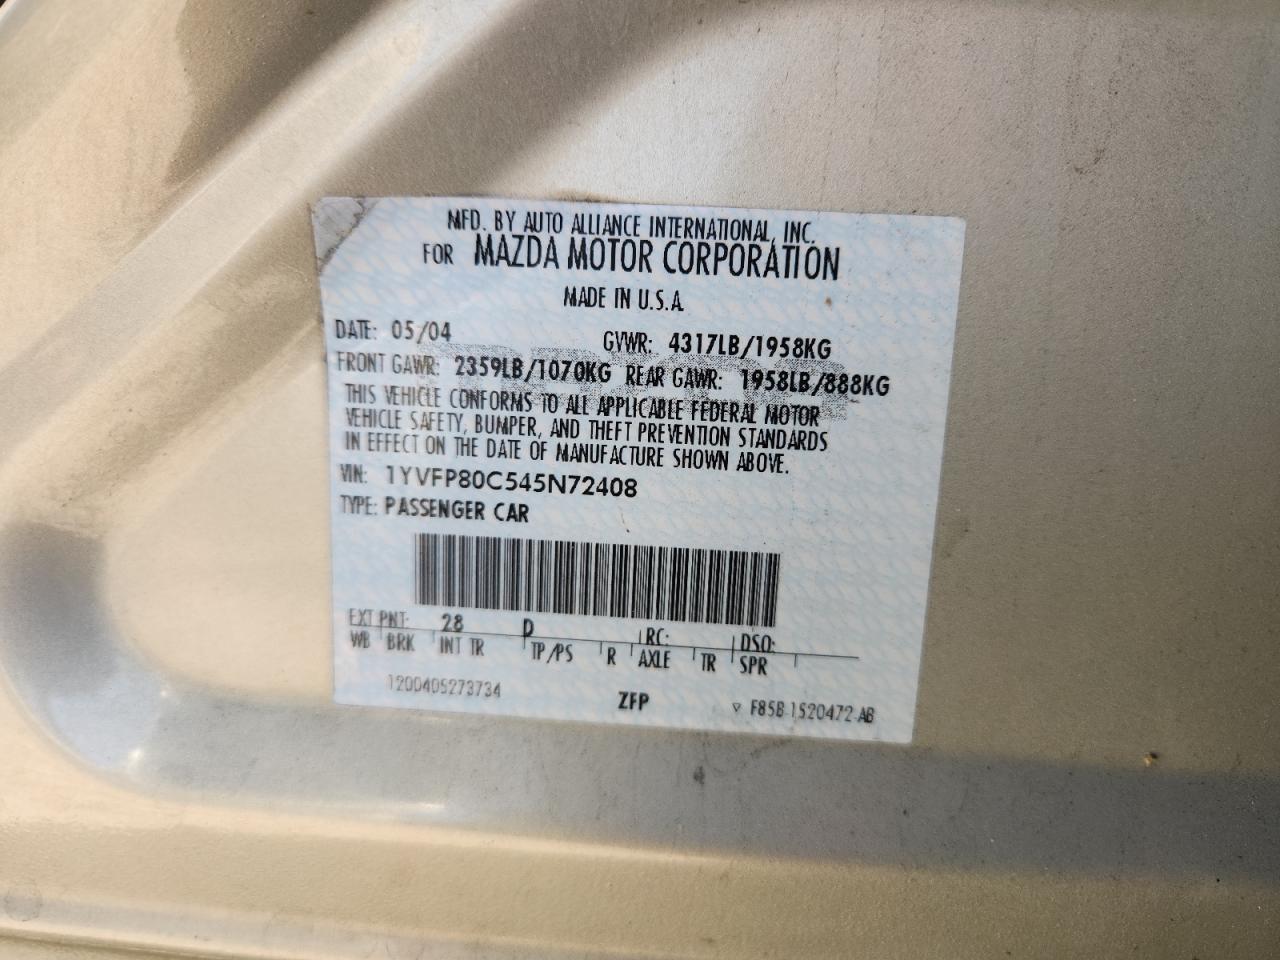 MFD. BY AUTO ALLIANCE INTERNATIONAL, INC.
FOR MAZDA MOTOR CORPORATION
MADE IN U.S.A.
DATE: 05/04 GVWR: 4317LB/1958KG
FRONT GAWR: 2359LB/1070KG REAR GAWR: 1958LB/888KG
THIS VEHICLE CONFORMS TO ALL APPLICABLE FEDERAL MOTOR
VEHICLE SAFETY, BUMPER, AND THEFT PREVENTION STANDARDS
IN EFFECT ON THE DATE OF MANUFACTURE SHOWN ABOVE.
VIN: 1YVFP80C545N72408
TYPE: PASSENGER CAR
EXT PNT: 28 D RC: DSO:
WB BRK INT TR TP/PS R AXLE TR SPR
1200405273734 ZFP ▽ F85B-1520472-AB